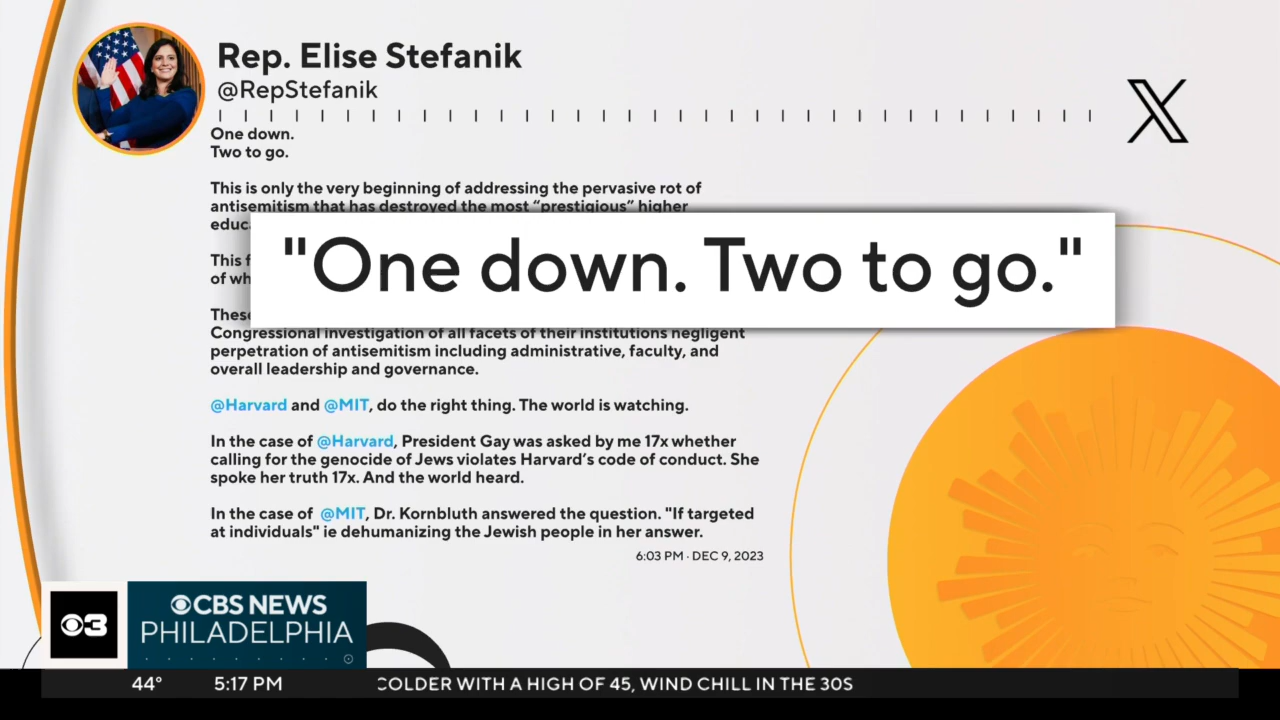 Rep. Elise Stefanik
@RepStefanik
One down.
Two to go.
This is only the very beginning of addressing the pervasive rot of
antisemitism that has destroyed the most “prestigious” higher
"One down. Two to go."
This
of
Congressional investigation of all facets of their institutions negligent
perpetration of antisemitism including administrative, faculty, and
overall leadership and governance.
@Harvard and @MIT, do the right thing. The world is watching.
In the case of @Harvard, President Gay was asked by me 17x whether
calling for the genocide of Jews violates Harvard’s code of conduct. She
spoke her truth 17x. And the world heard.
In the case of @MIT, Dr. Kornbluth answered the question. "If targeted
at individuals" ie dehumanizing the Jewish people in her answer.
6:03 PM · DEC 9, 2023
3
CBS NEWS
PHILADELPHIA
44° 5:17 PM COLDER WITH A HIGH OF 45, WIND CHILL IN THE 30S